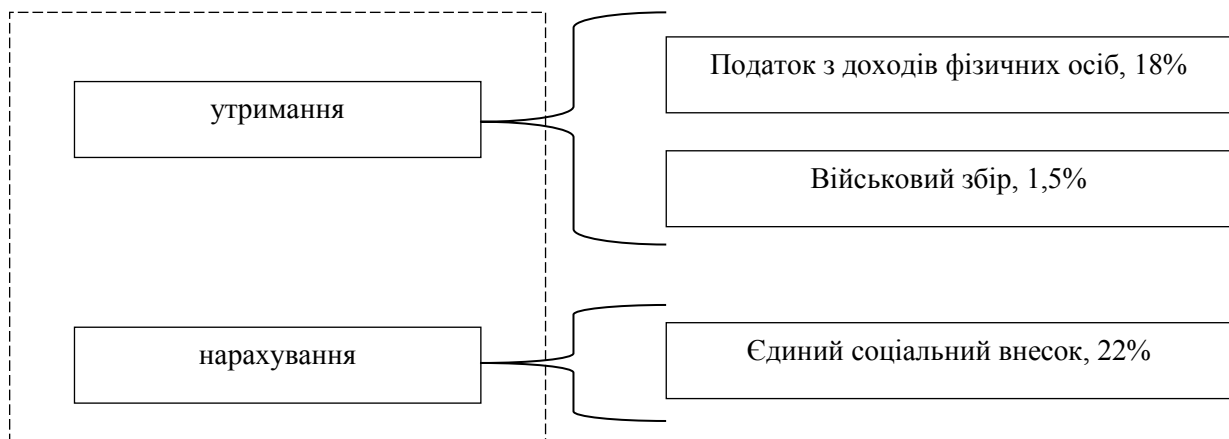 утримання
Податок з доходів фізичних осіб, 18%
Військовий збір, 1,5%
нарахування
Єдиний соціальний внесок, 22%